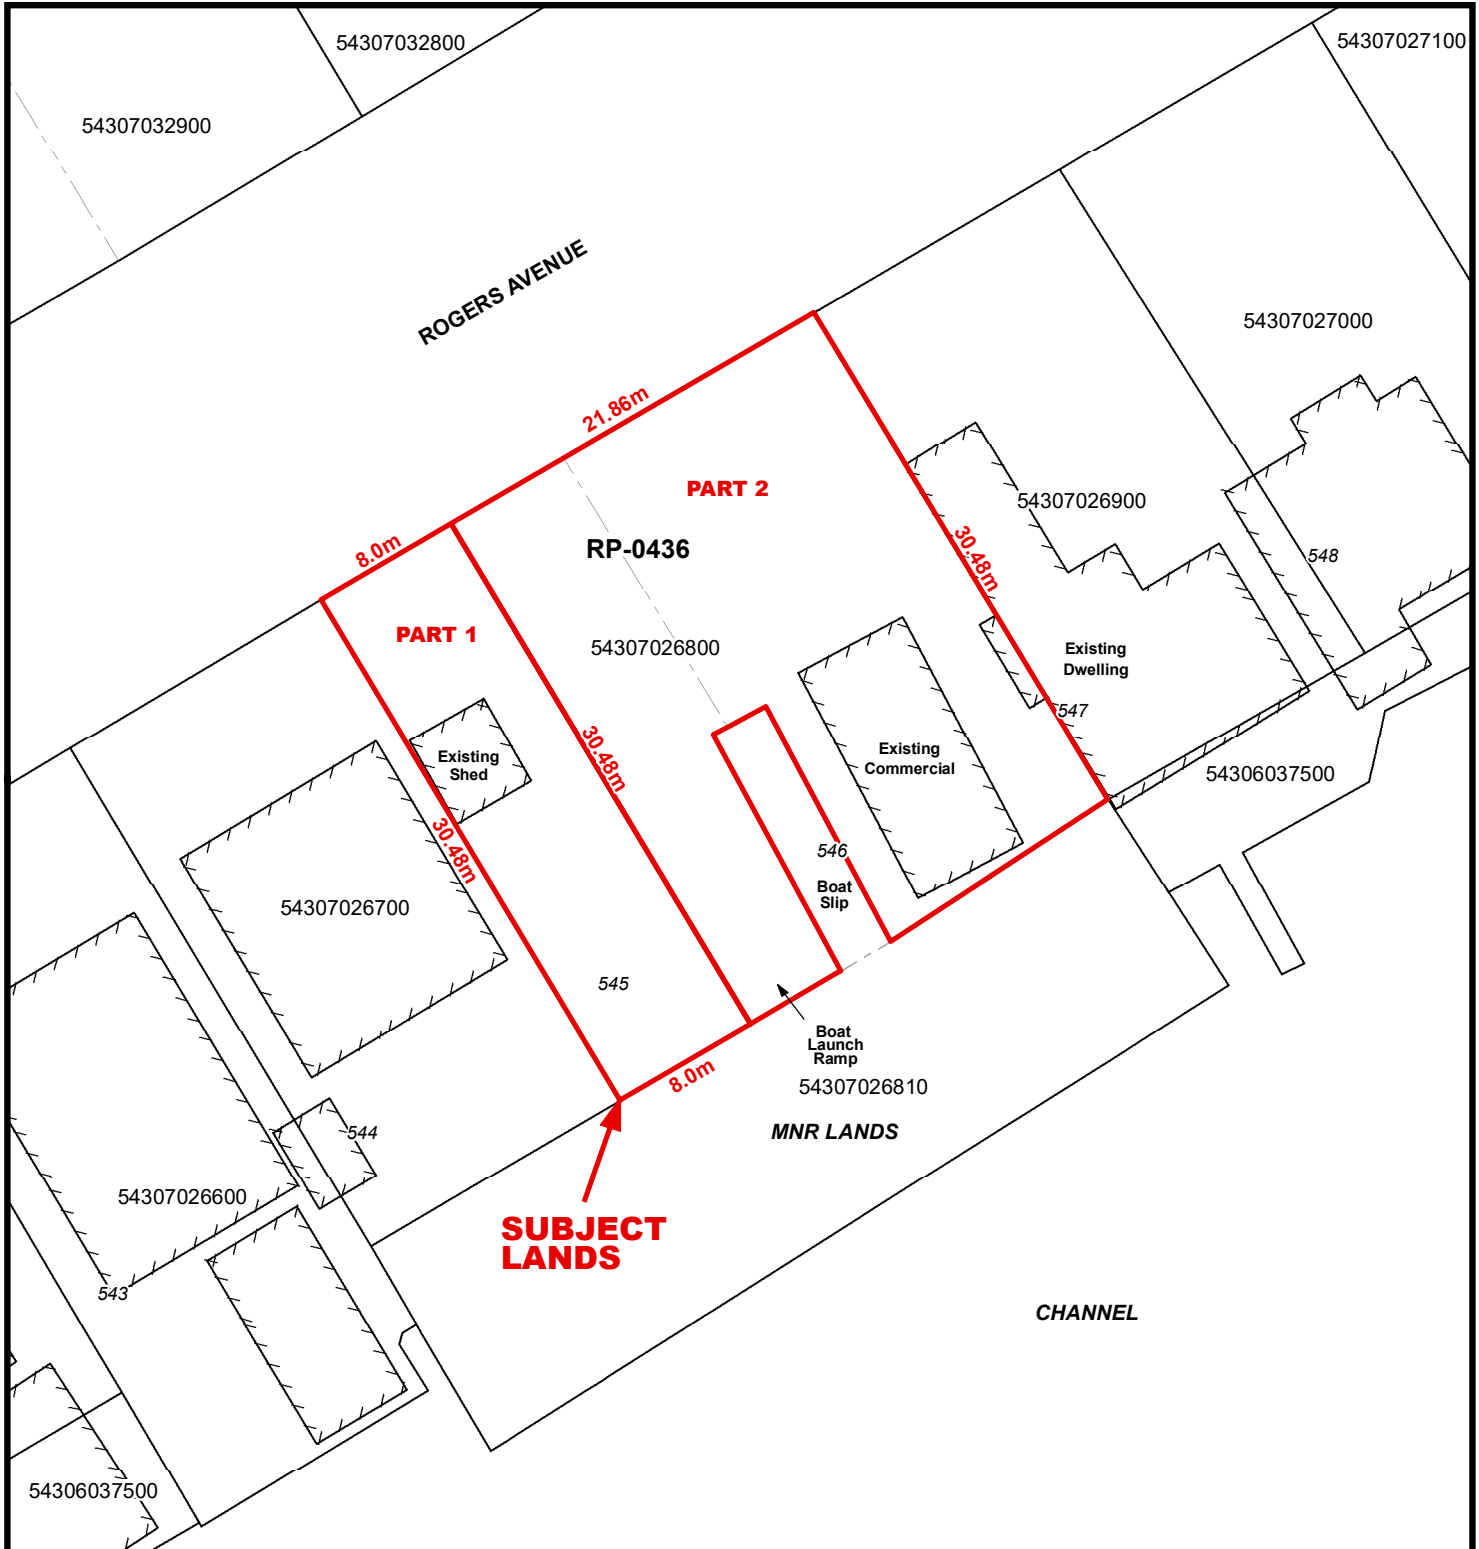 54307032800
54307027100
54307032900
ROGERS AVENUE
54307027000
21.86m
PART 2
54307026900
8.0m
RP-0436
30.48m
548
PART 1
54307026800
Existing
Dwelling
547
Existing
Shed
30.48m
Existing
Commercial
54306037500
30.48m
546
Boat
Slip
54307026700
545
Boat
Launch
Ramp
8.0m
54307026810
MNR LANDS
544
54307026600
SUBJECT
LANDS
543
CHANNEL
54306037500